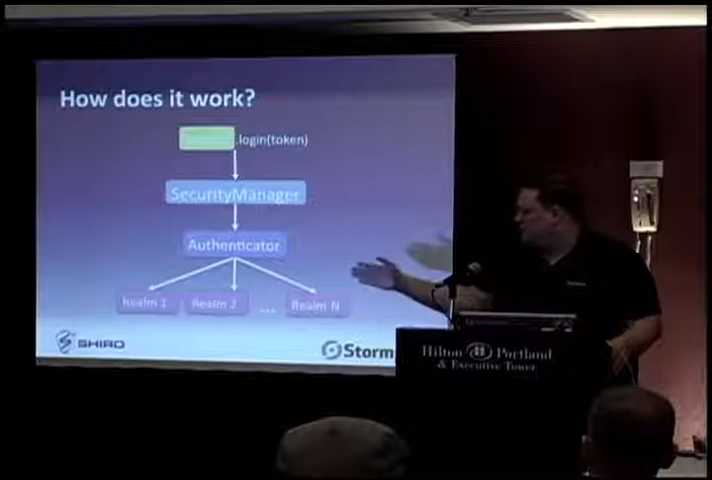 How does it work?
.login(token)
SecurityManager
Authenticator
Realm 1 Realm 2 ... Realm N
SHIRO
Storm
Hilton Portland
& Executive Tower